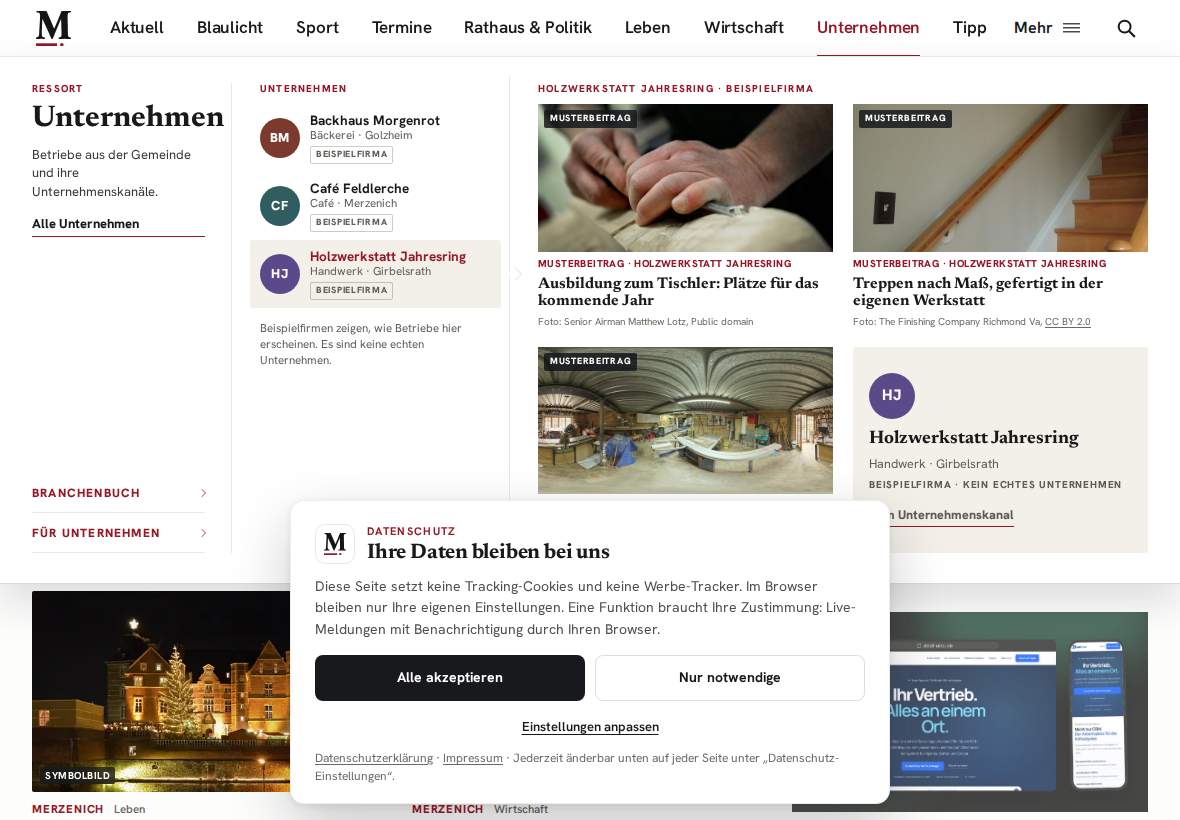 M
Aktuell Blaulicht Sport Termine Rathaus & Politik Leben Wirtschaft Unternehmen Tipp Mehr
RESSORT
Unternehmen
Betriebe aus der Gemeinde
und ihre
Unternehmenskanäle.
Alle Unternehmen
BRANCHENBUCH
FÜR UNTERNEHMEN
UNTERNEHMEN
BM
Backhaus Morgenrot
Bäckerei · Golzheim
BEISPIELFIRMA
CF
Café Feldlerche
Café · Merzenich
BEISPIELFIRMA
HJ
Holzwerkstatt Jahresring
Handwerk · Girbelsrath
BEISPIELFIRMA
Beispielfirmen zeigen, wie Betriebe hier
erscheinen. Es sind keine echten
Unternehmen.
HOLZWERKSTATT JAHRESRING · BEISPIELFIRMA
MUSTERBEITRAG
MUSTERBEITRAG · HOLZWERKSTATT JAHRESRING
Ausbildung zum Tischler: Plätze für das
kommende Jahr
Foto: Senior Airman Matthew Lotz, Public domain
MUSTERBEITRAG
MUSTERBEITRAG · HOLZWERKSTATT JAHRESRING
Treppen nach Maß, gefertigt in der
eigenen Werkstatt
Foto: The Finishing Company Richmond Va, CC BY 2.0
MUSTERBEITRAG
HJ
Holzwerkstatt Jahresring
Handwerk · Girbelsrath
BEISPIELFIRMA · KEIN ECHTES UNTERNEHMEN
Unternehmenskanal
M
DATENSCHUTZ
Ihre Daten bleiben bei uns
Diese Seite setzt keine Tracking-Cookies und keine Werbe-Tracker. Im Browser
bleiben nur Ihre eigenen Einstellungen. Eine Funktion braucht Ihre Zustimmung: Live-
Meldungen mit Benachrichtigung durch Ihren Browser.
Alle akzeptieren
Nur notwendige
Einstellungen anpassen
Datenschutzerklärung · Impressum · Jederzeit änderbar unten auf jeder Seite unter „Datenschutz-
Einstellungen“.
SYMBOLBILD
MERZENICH Leben
MERZENICH Wirtschaft
Ihr Vertrieb.
Alles an einem
Ort.
Ihr Vertrieb.
Alles an einem
Ort.